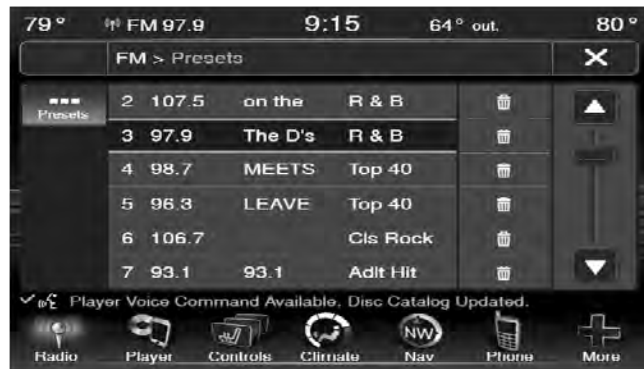 79° FM 97.9 9:15 64° out. 80°
FM > Presets
Presets
2 107.5 on the R & B
3 97.9 The D's R & B
4 98.7 MEETS Top 40
5 96.3 LEAVE Top 40
6 106.7 Cls Rock
7 93.1 93.1 Adlt Hit
Player Voice Command Available. Disc Catalog Updated.
NW
Radio Player Controls Climate Nav Phone More